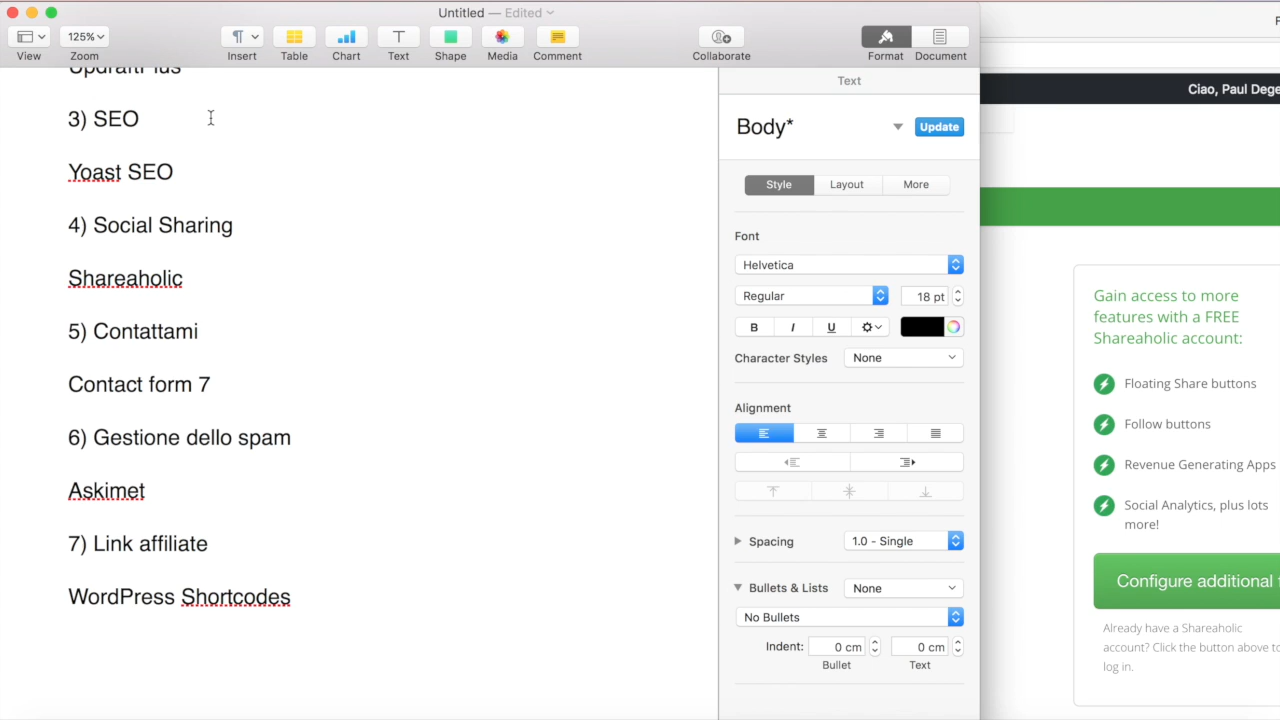 Untitled — Edited
125%
View
Zoom
Insert
Table
Chart
Text
Shape
Media
Comment
Collaborate
Format
Document
UpdraftPlus
3) SEO
Yoast SEO
4) Social Sharing
Shareaholic
5) Contattami
Contact form 7
6) Gestione dello spam
Askimet
7) Link affiliate
WordPress Shortcodes
Text
Body*
Update
Style
Layout
More
Font
Helvetica
Regular
18 pt
B
I
U
Character Styles
None
Alignment
Spacing
1.0 - Single
Bullets & Lists
None
No Bullets
Indent:
0 cm
0 cm
Bullet
Text
Ciao, Paul Dege
Gain access to more
features with a FREE
Shareaholic account:
Floating Share buttons
Follow buttons
Revenue Generating Apps
Social Analytics, plus lots
more!
Configure additional
Already have a Shareaholic
account? Click the button above to
log in.